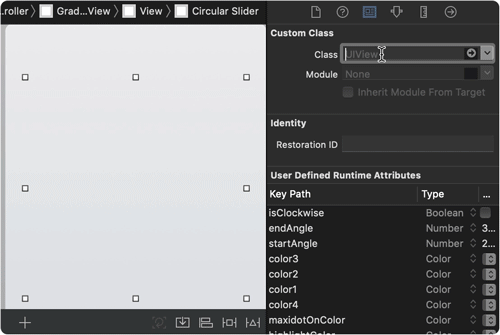 .roller > Grad...View > View > Circular Slider
Custom Class
Class UIView
Module None
Inherit Module From Target
Identity
Restoration ID
User Defined Runtime Attributes
Key Path Type ...
isClockwise Boolean
endAngle Number 3...
startAngle Number 2...
color3 Color
color2 Color
color1 Color
color4 Color
maxidotOnColor Color